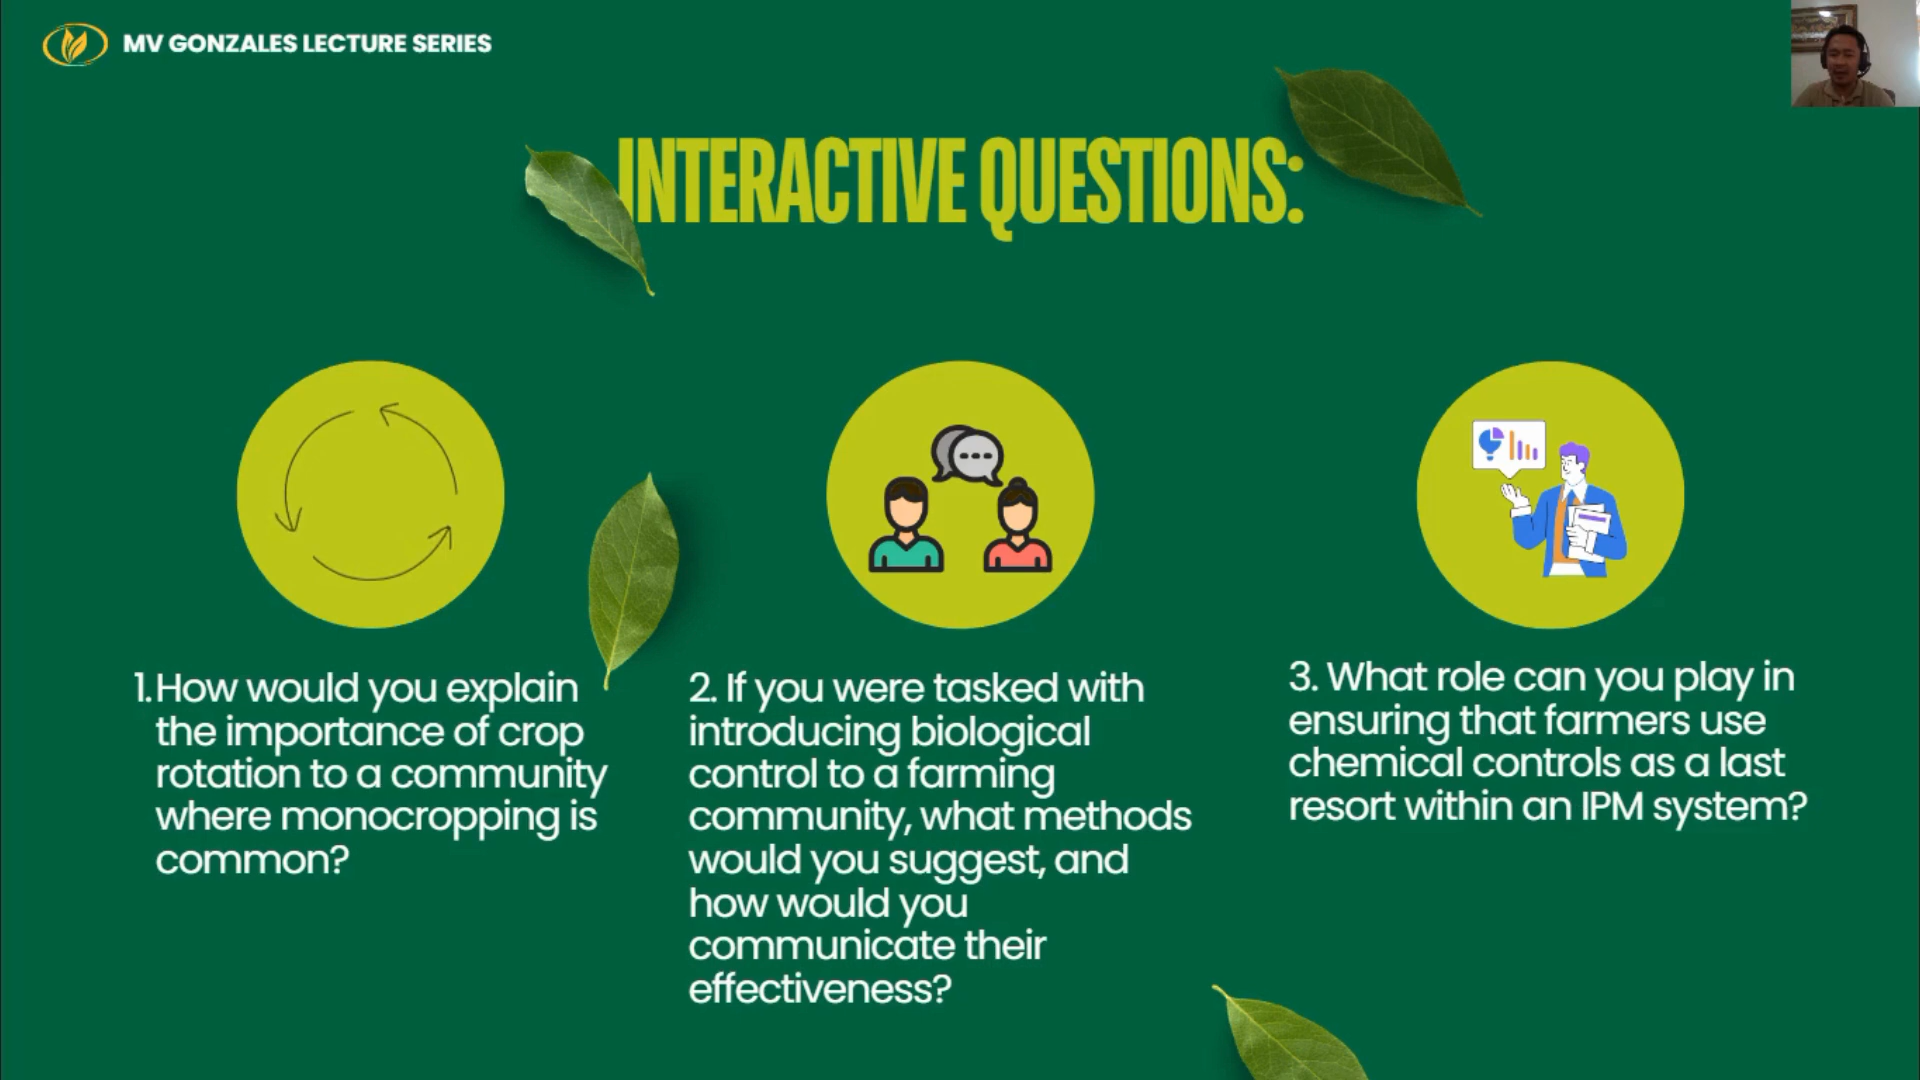 MV GONZALES LECTURE SERIES
INTERACTIVE QUESTIONS:
1. How would you explain
the importance of crop
rotation to a community
where monocropping is
common?
2. If you were tasked with
introducing biological
control to a farming
community, what methods
would you suggest, and
how would you
communicate their
effectiveness?
3. What role can you play in
ensuring that farmers use
chemical controls as a last
resort within an IPM system?